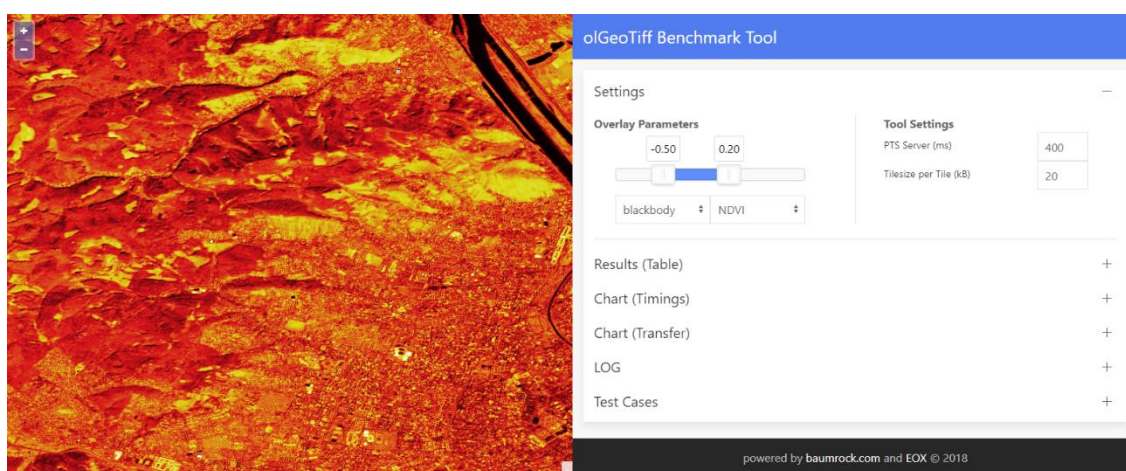 +
−
olGeoTiff Benchmark Tool
Settings −
Overlay Parameters
-0.50 0.20
blackbody NDVI
Tool Settings
PTS Server (ms) 400
Tilesize per Tile (kB) 20
Results (Table) +
Chart (Timings) +
Chart (Transfer) +
LOG +
Test Cases +
powered by baumrock.com and EOX © 2018